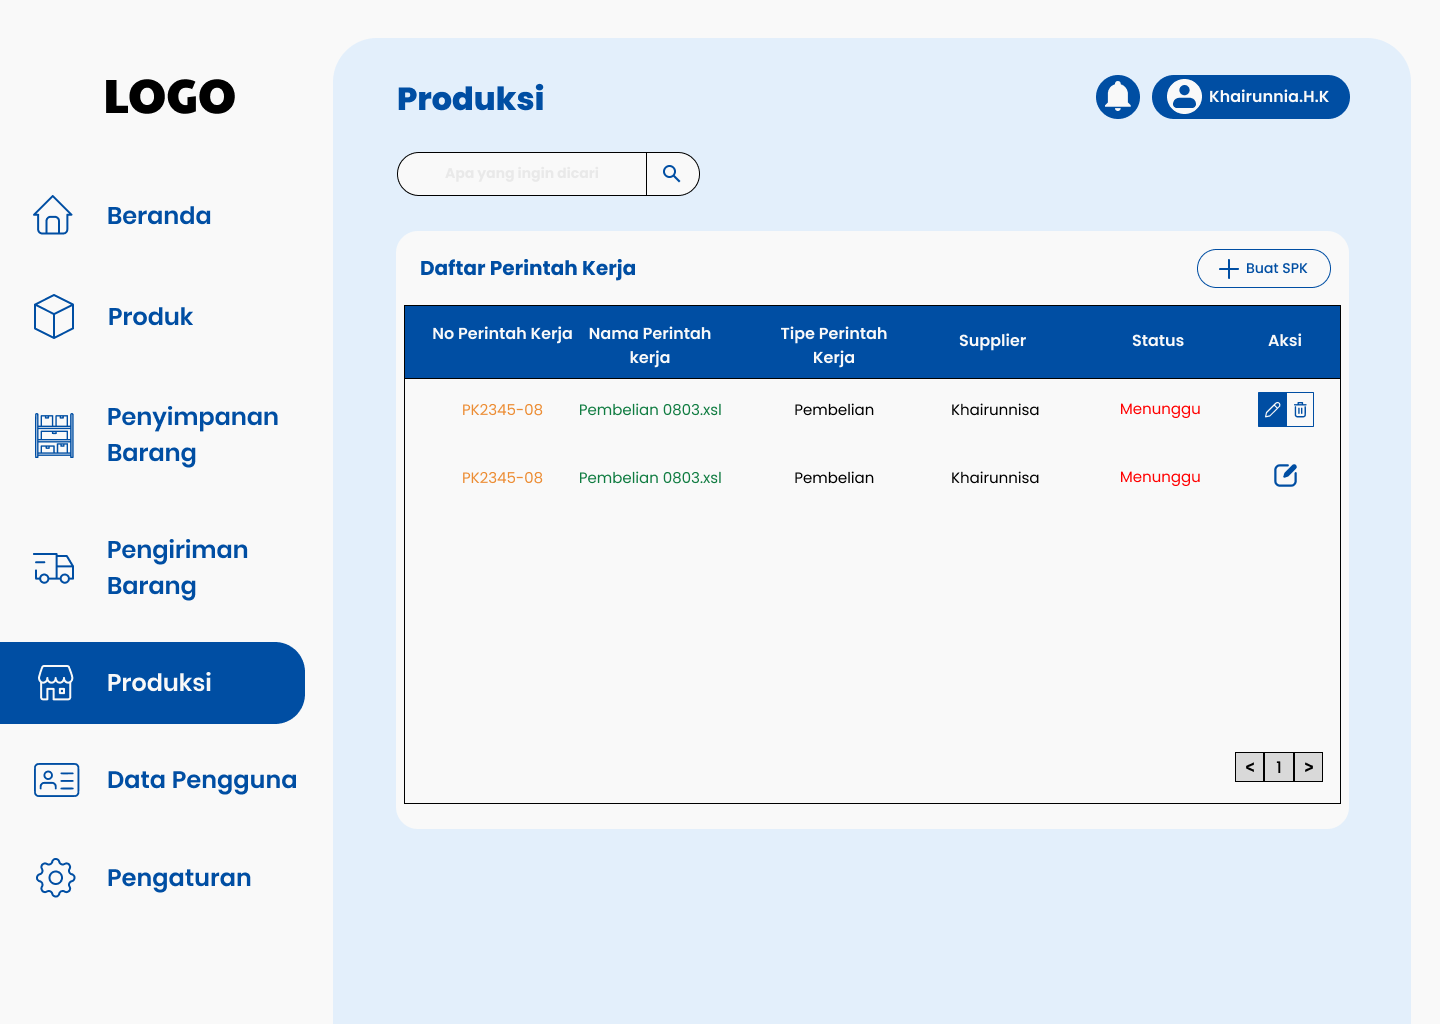 LOGO
Beranda
Produk
Penyimpanan
Barang
Pengiriman
Barang
Produksi
Data Pengguna
Pengaturan
Produksi
Khairunnia.H.K
Apa yang ingin dicari
Daftar Perintah Kerja
Buat SPK
No Perintah Kerja Nama Perintah kerja Tipe Perintah Kerja Supplier Status Aksi
PK2345-08 Pembelian 0803.xsl Pembelian Khairunnisa Menunggu
PK2345-08 Pembelian 0803.xsl Pembelian Khairunnisa Menunggu
< 1 >